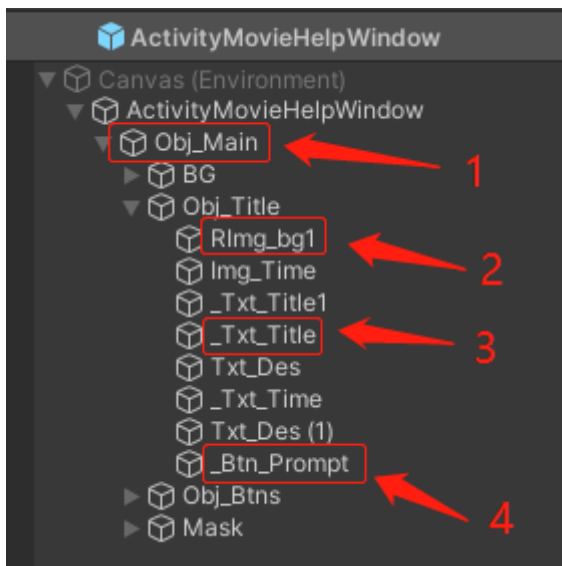 ActivityMovieHelpWindow
Canvas (Environment)
ActivityMovieHelpWindow
Obj_Main
1
BG
Obj_Title
RImg_bg1
2
Img_Time
_Txt_Title1
_Txt_Title
3
Txt_Des
_Txt_Time
Txt_Des (1)
_Btn_Prompt
Obj_Btns
4
Mask